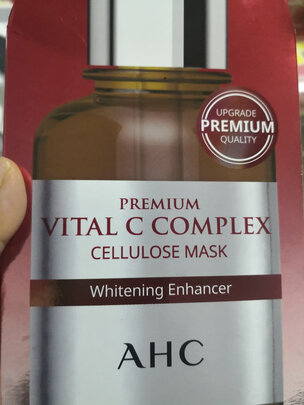 UPGRADE
PREMIUM
QUALITY
PREMIUM
VITAL C COMPLEX
CELLULOSE MASK
Whitening Enhancer
AHC